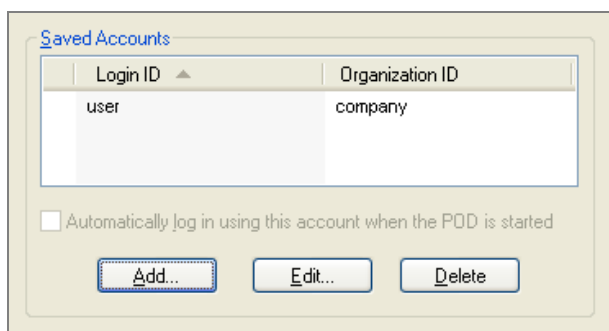 Saved Accounts
Login ID Organization ID
user company
Automatically log in using this account when the POD is started
Add... Edit... Delete